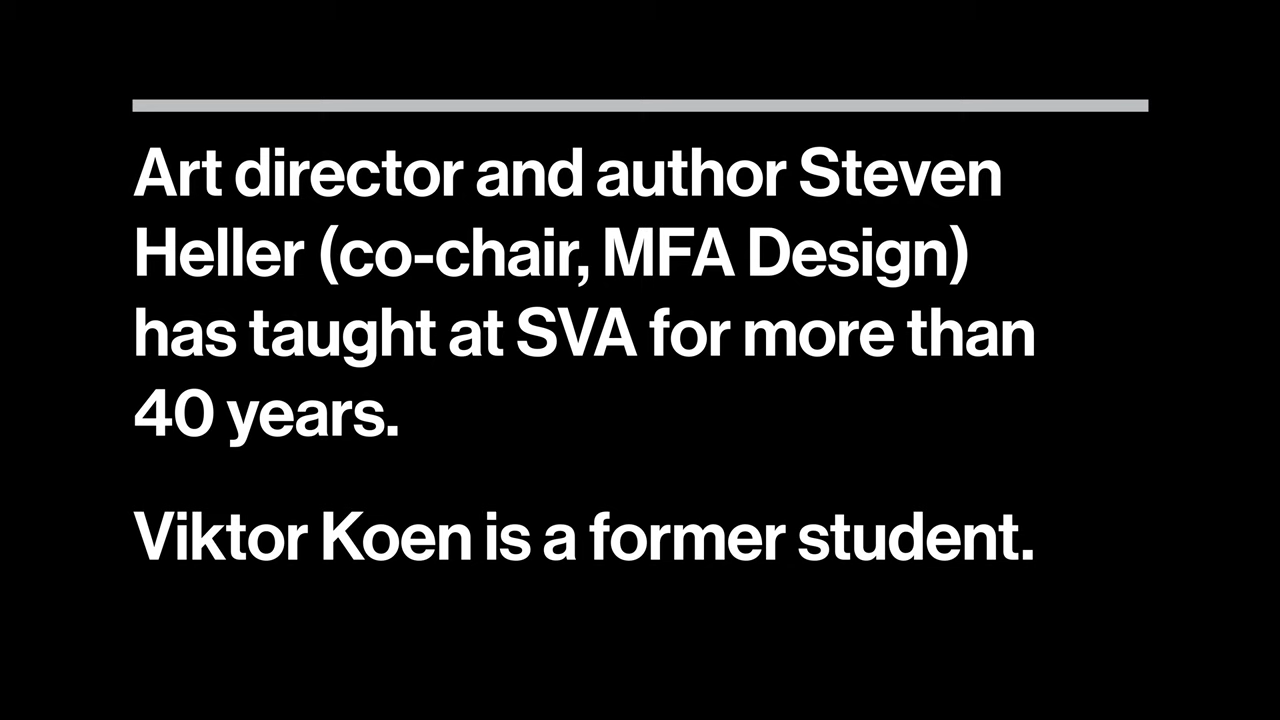 Art director and author Steven
Heller (co-chair, MFA Design)
has taught at SVA for more than
40 years.
Viktor Koen is a former student.